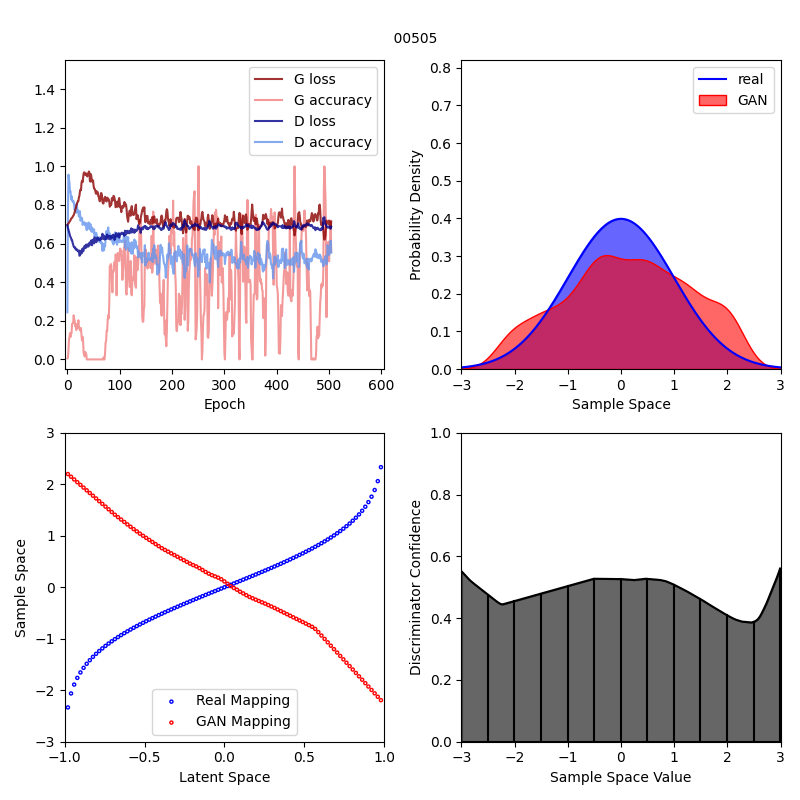 00505
1.4
1.2
1.0
0.8
0.6
0.4
0.2
0.0
0 100 200 300 400 500 600
Epoch
G loss
G accuracy
D loss
D accuracy
Probability Density
0.8
0.7
0.6
0.5
0.4
0.3
0.2
0.1
0.0
−3 −2 −1 0 1 2 3
Sample Space
real
GAN
Sample Space
3
2
1
0
−1
−2
−3
−1.0 −0.5 0.0 0.5 1.0
Latent Space
Real Mapping
GAN Mapping
Discriminator Confidence
1.0
0.8
0.6
0.4
0.2
0.0
−3 −2 −1 0 1 2 3
Sample Space Value